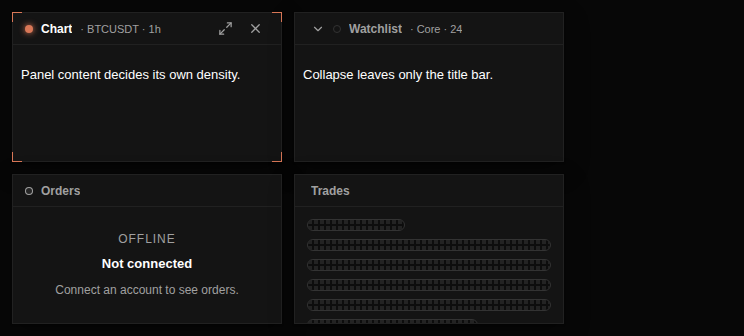 Chart · BTCUSDT · 1h
Panel content decides its own density.
Watchlist · Core · 24
Collapse leaves only the title bar.
Orders
OFFLINE
Not connected
Connect an account to see orders.
Trades